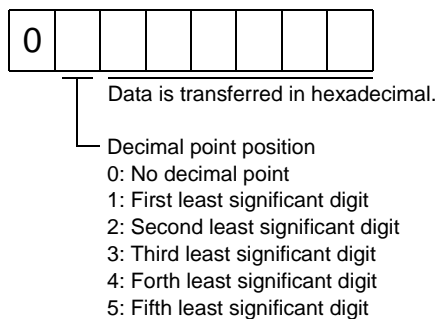 0
Data is transferred in hexadecimal.
Decimal point position
0: No decimal point
1: First least significant digit
2: Second least significant digit
3: Third least significant digit
4: Forth least significant digit
5: Fifth least significant digit